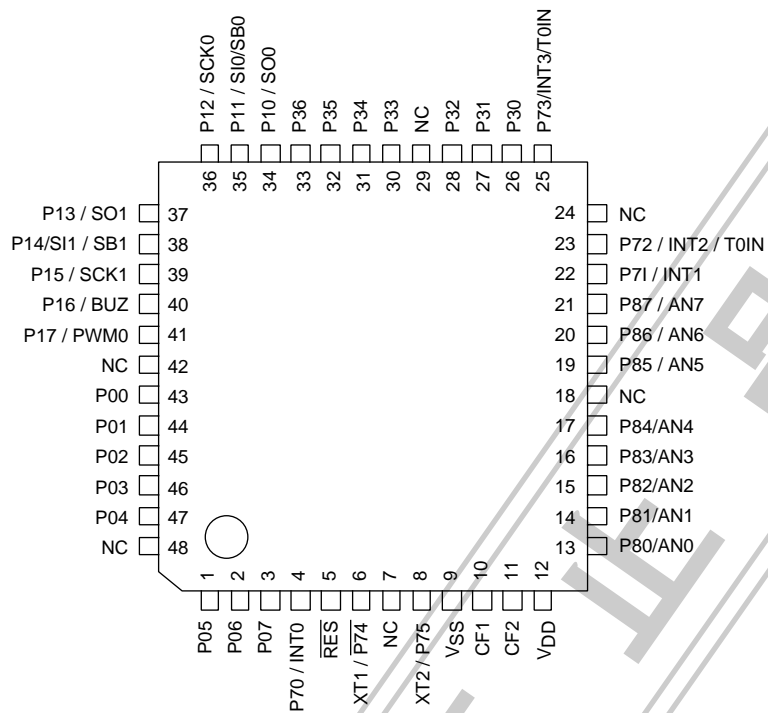 P12 / SCK0
P11 / SI0/SB0
P10 / SO0
P36
P35
P34
P33
NC
P32
P31
P30
P73/INT3/T0IN
36
35
34
33
32
31
30
29
28
27
26
25
P13 / SO1 37
P14/SI1 / SB1 38
P15 / SCK1 39
P16 / BUZ 40
P17 / PWM0 41
NC 42
P00 43
P01 44
P02 45
P03 46
P04 47
NC 48
24 NC
23 P72 / INT2 / T0IN
22 P7I / INT1
21 P87 / AN7
20 P86 / AN6
19 P85 / AN5
18 NC
17 P84/AN4
16 P83/AN3
15 P82/AN2
14 P81/AN1
13 P80/AN0
1
2
3
4
5
6
7
8
9
10
11
12
P05
P06
P07
P70 / INT0
RES
XT1 / P74
NC
XT2 / P75
VSS
CF1
CF2
VDD